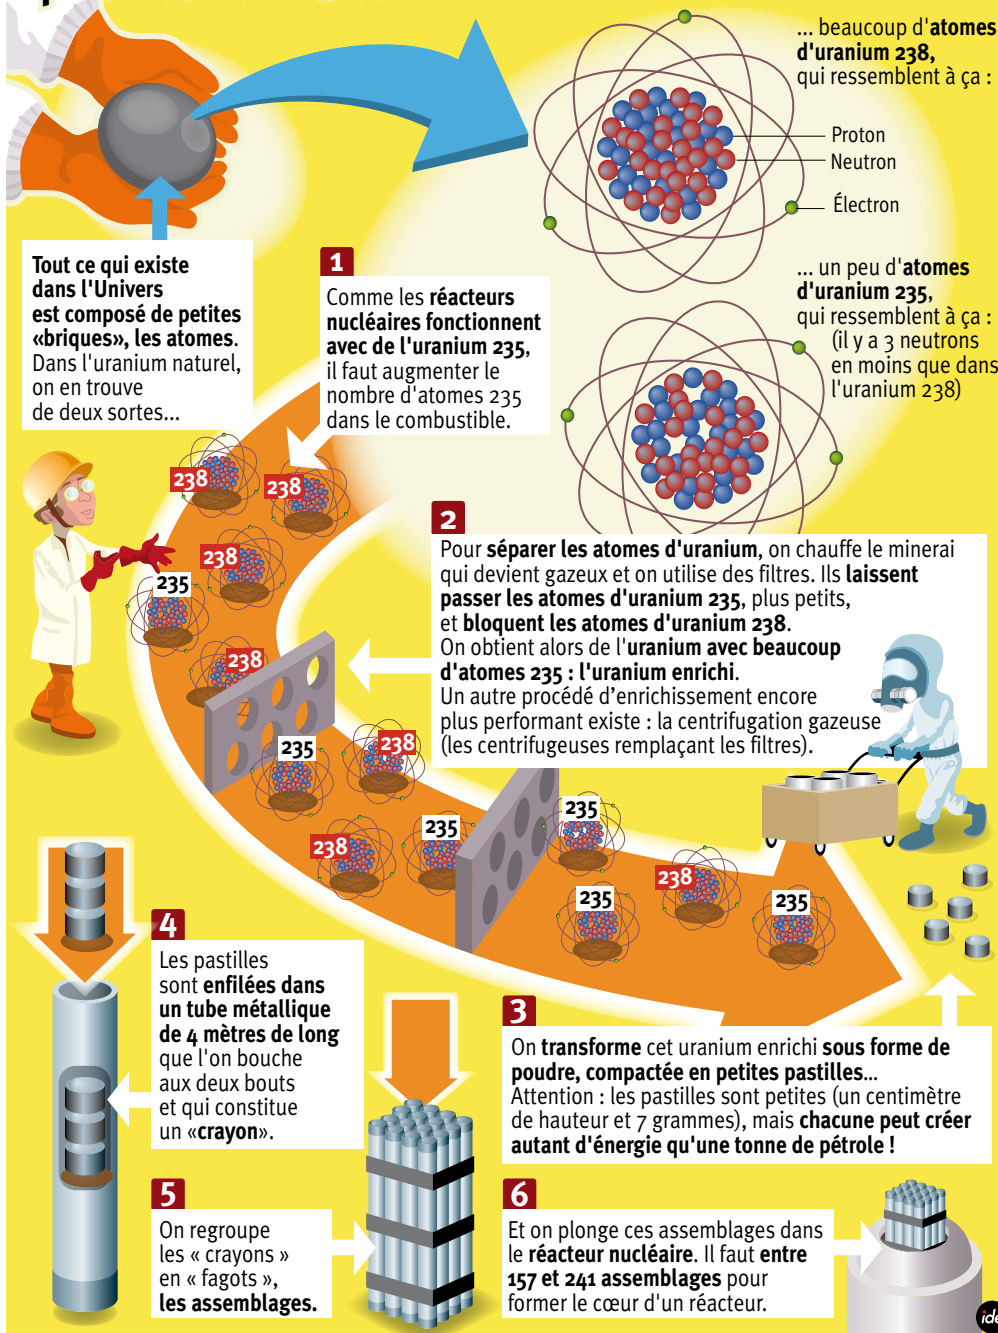 ... beaucoup d'atomes
d'uranium 238,
qui ressemblent à ça :
Proton
Neutron
Électron
Tout ce qui existe
dans l'Univers
est composé de petites
«briques», les atomes.
Dans l'uranium naturel,
on en trouve
de deux sortes...
... un peu d'atomes
d'uranium 235,
qui ressemblent à ça :
(il y a 3 neutrons
en moins que dans
l'uranium 238)
1
Comme les réacteurs
nucléaires fonctionnent
avec de l'uranium 235,
il faut augmenter le
nombre d'atomes 235
dans le combustible.
238
238
238
235
238
2
Pour séparer les atomes d'uranium, on chauffe le minerai
qui devient gazeux et on utilise des filtres. Ils laissent
passer les atomes d'uranium 235, plus petits,
et bloquent les atomes d'uranium 238.
On obtient alors de l'uranium avec beaucoup
d'atomes 235 : l'uranium enrichi.
Un autre procédé d'enrichissement encore
plus performant existe : la centrifugation gazeuse
(les centrifugeuses remplaçant les filtres).
235
238
238
235
235
235
238
235
3
On transforme cet uranium enrichi sous forme de
poudre, compactée en petites pastilles...
Attention : les pastilles sont petites (un centimètre
de hauteur et 7 grammes), mais chacune peut créer
autant d'énergie qu'une tonne de pétrole !
4
Les pastilles
sont enfilées dans
un tube métallique
de 4 mètres de long
que l'on bouche
aux deux bouts
et qui constitue
un «crayon».
5
On regroupe
les « crayons »
en « fagots »,
les assemblages.
6
Et on plonge ces assemblages dans
le réacteur nucléaire. Il faut entre
157 et 241 assemblages pour
former le cœur d'un réacteur.